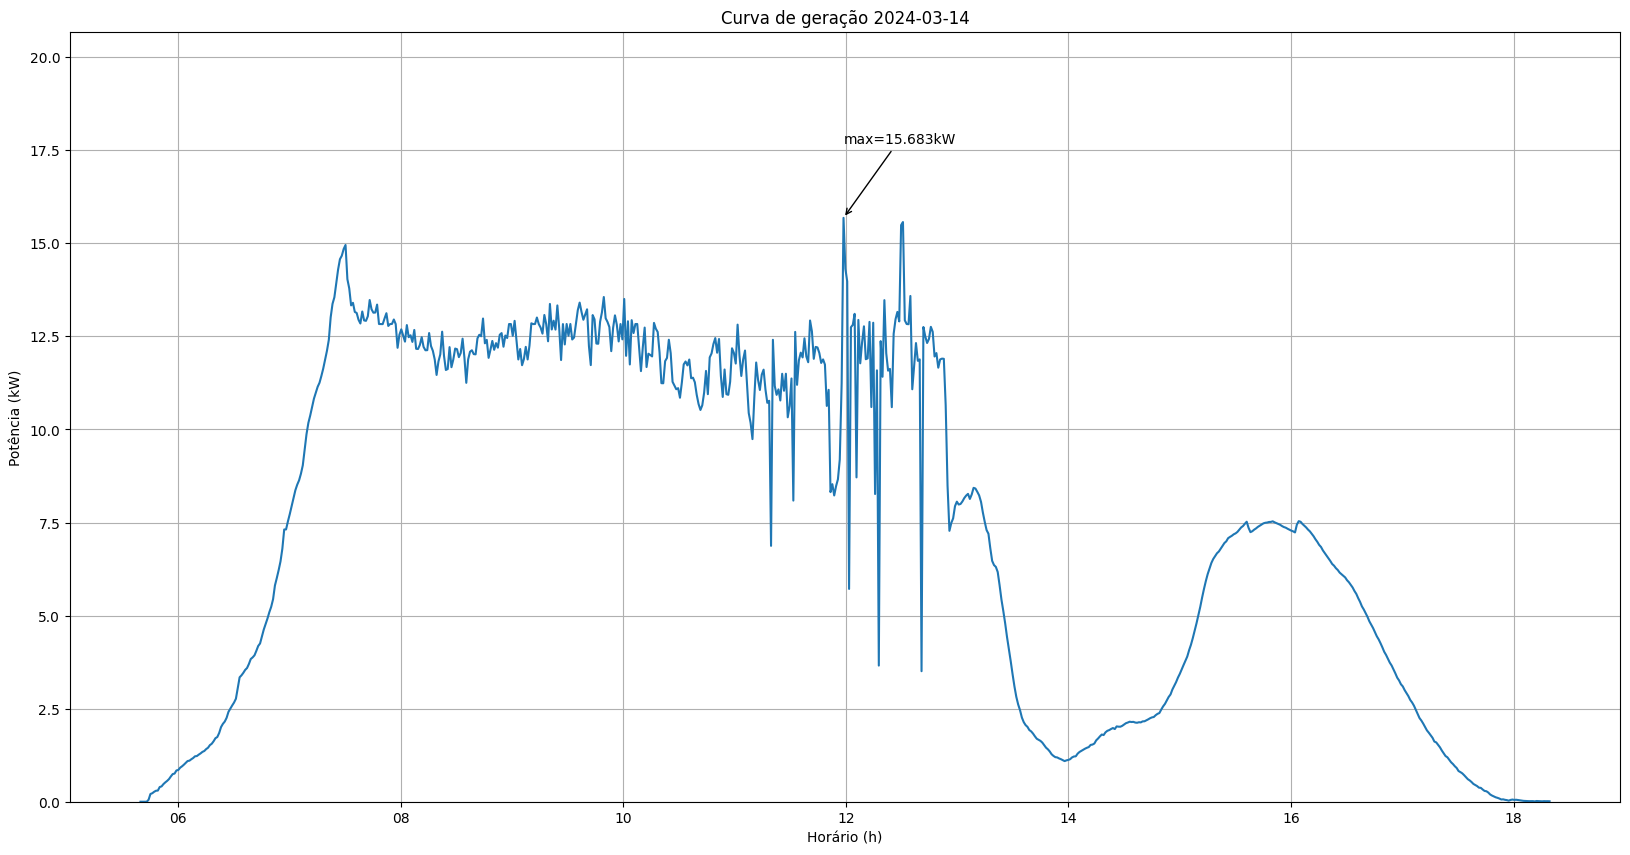 Curva de geração 2024-03-14
20.0
17.5
15.0
12.5
10.0
7.5
5.0
2.5
0.0
Potência (kW)
max=15.683kW
06 08 10 12 14 16 18
Horário (h)